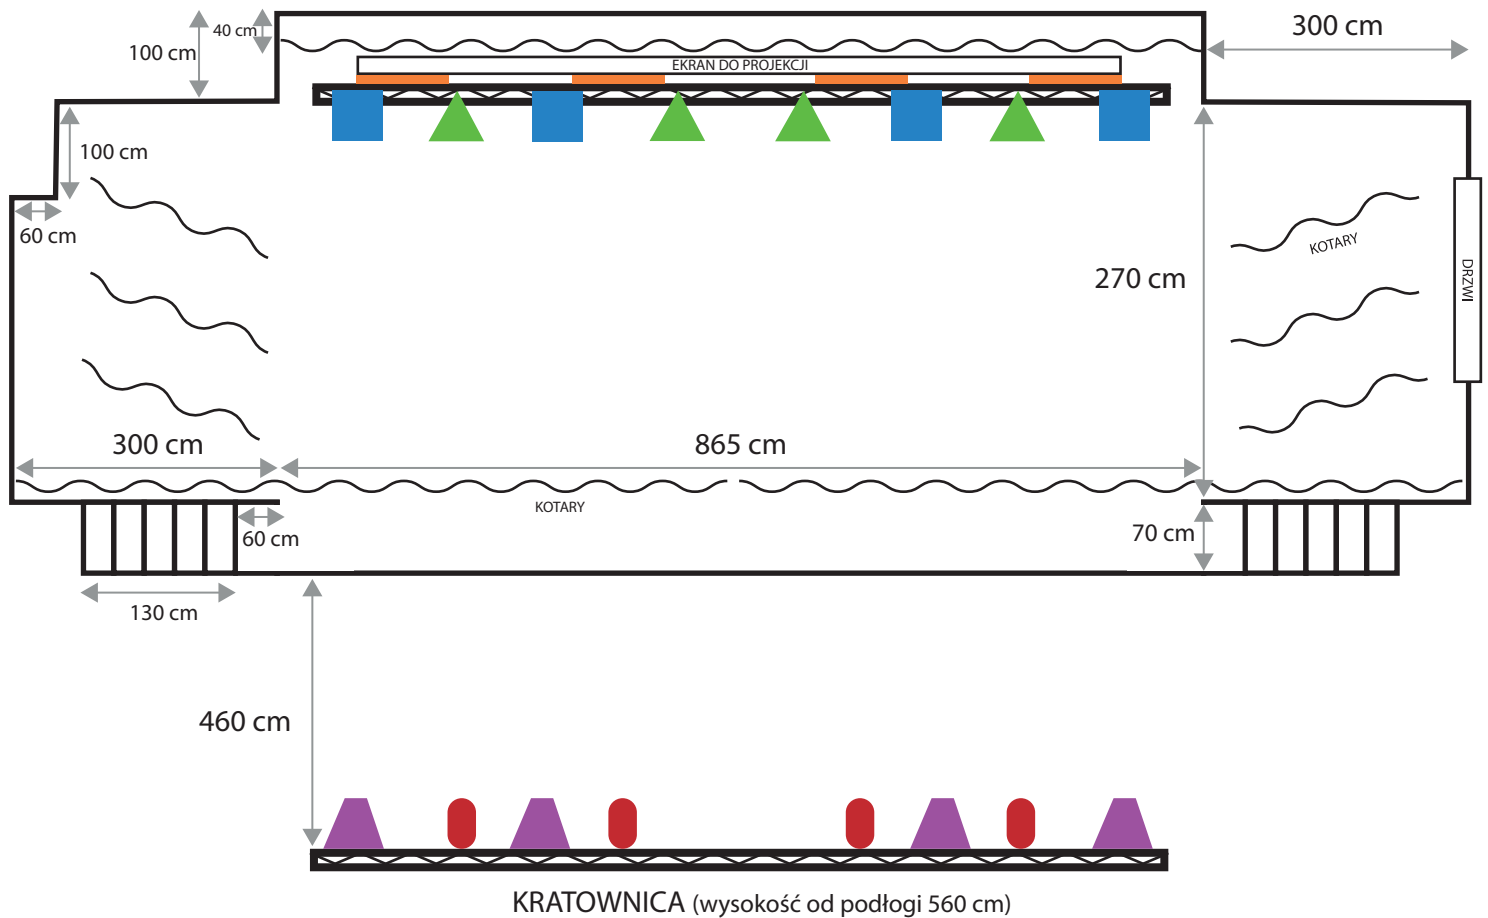 40 cm
100 cm
300 cm
EKRAN DO PROJEKCJI
100 cm
60 cm
KOTARY
270 cm
DRZWI
300 cm
865 cm
KOTARY
60 cm
70 cm
130 cm
460 cm
KRATOWNICA (wysokość od podłogi 560 cm)